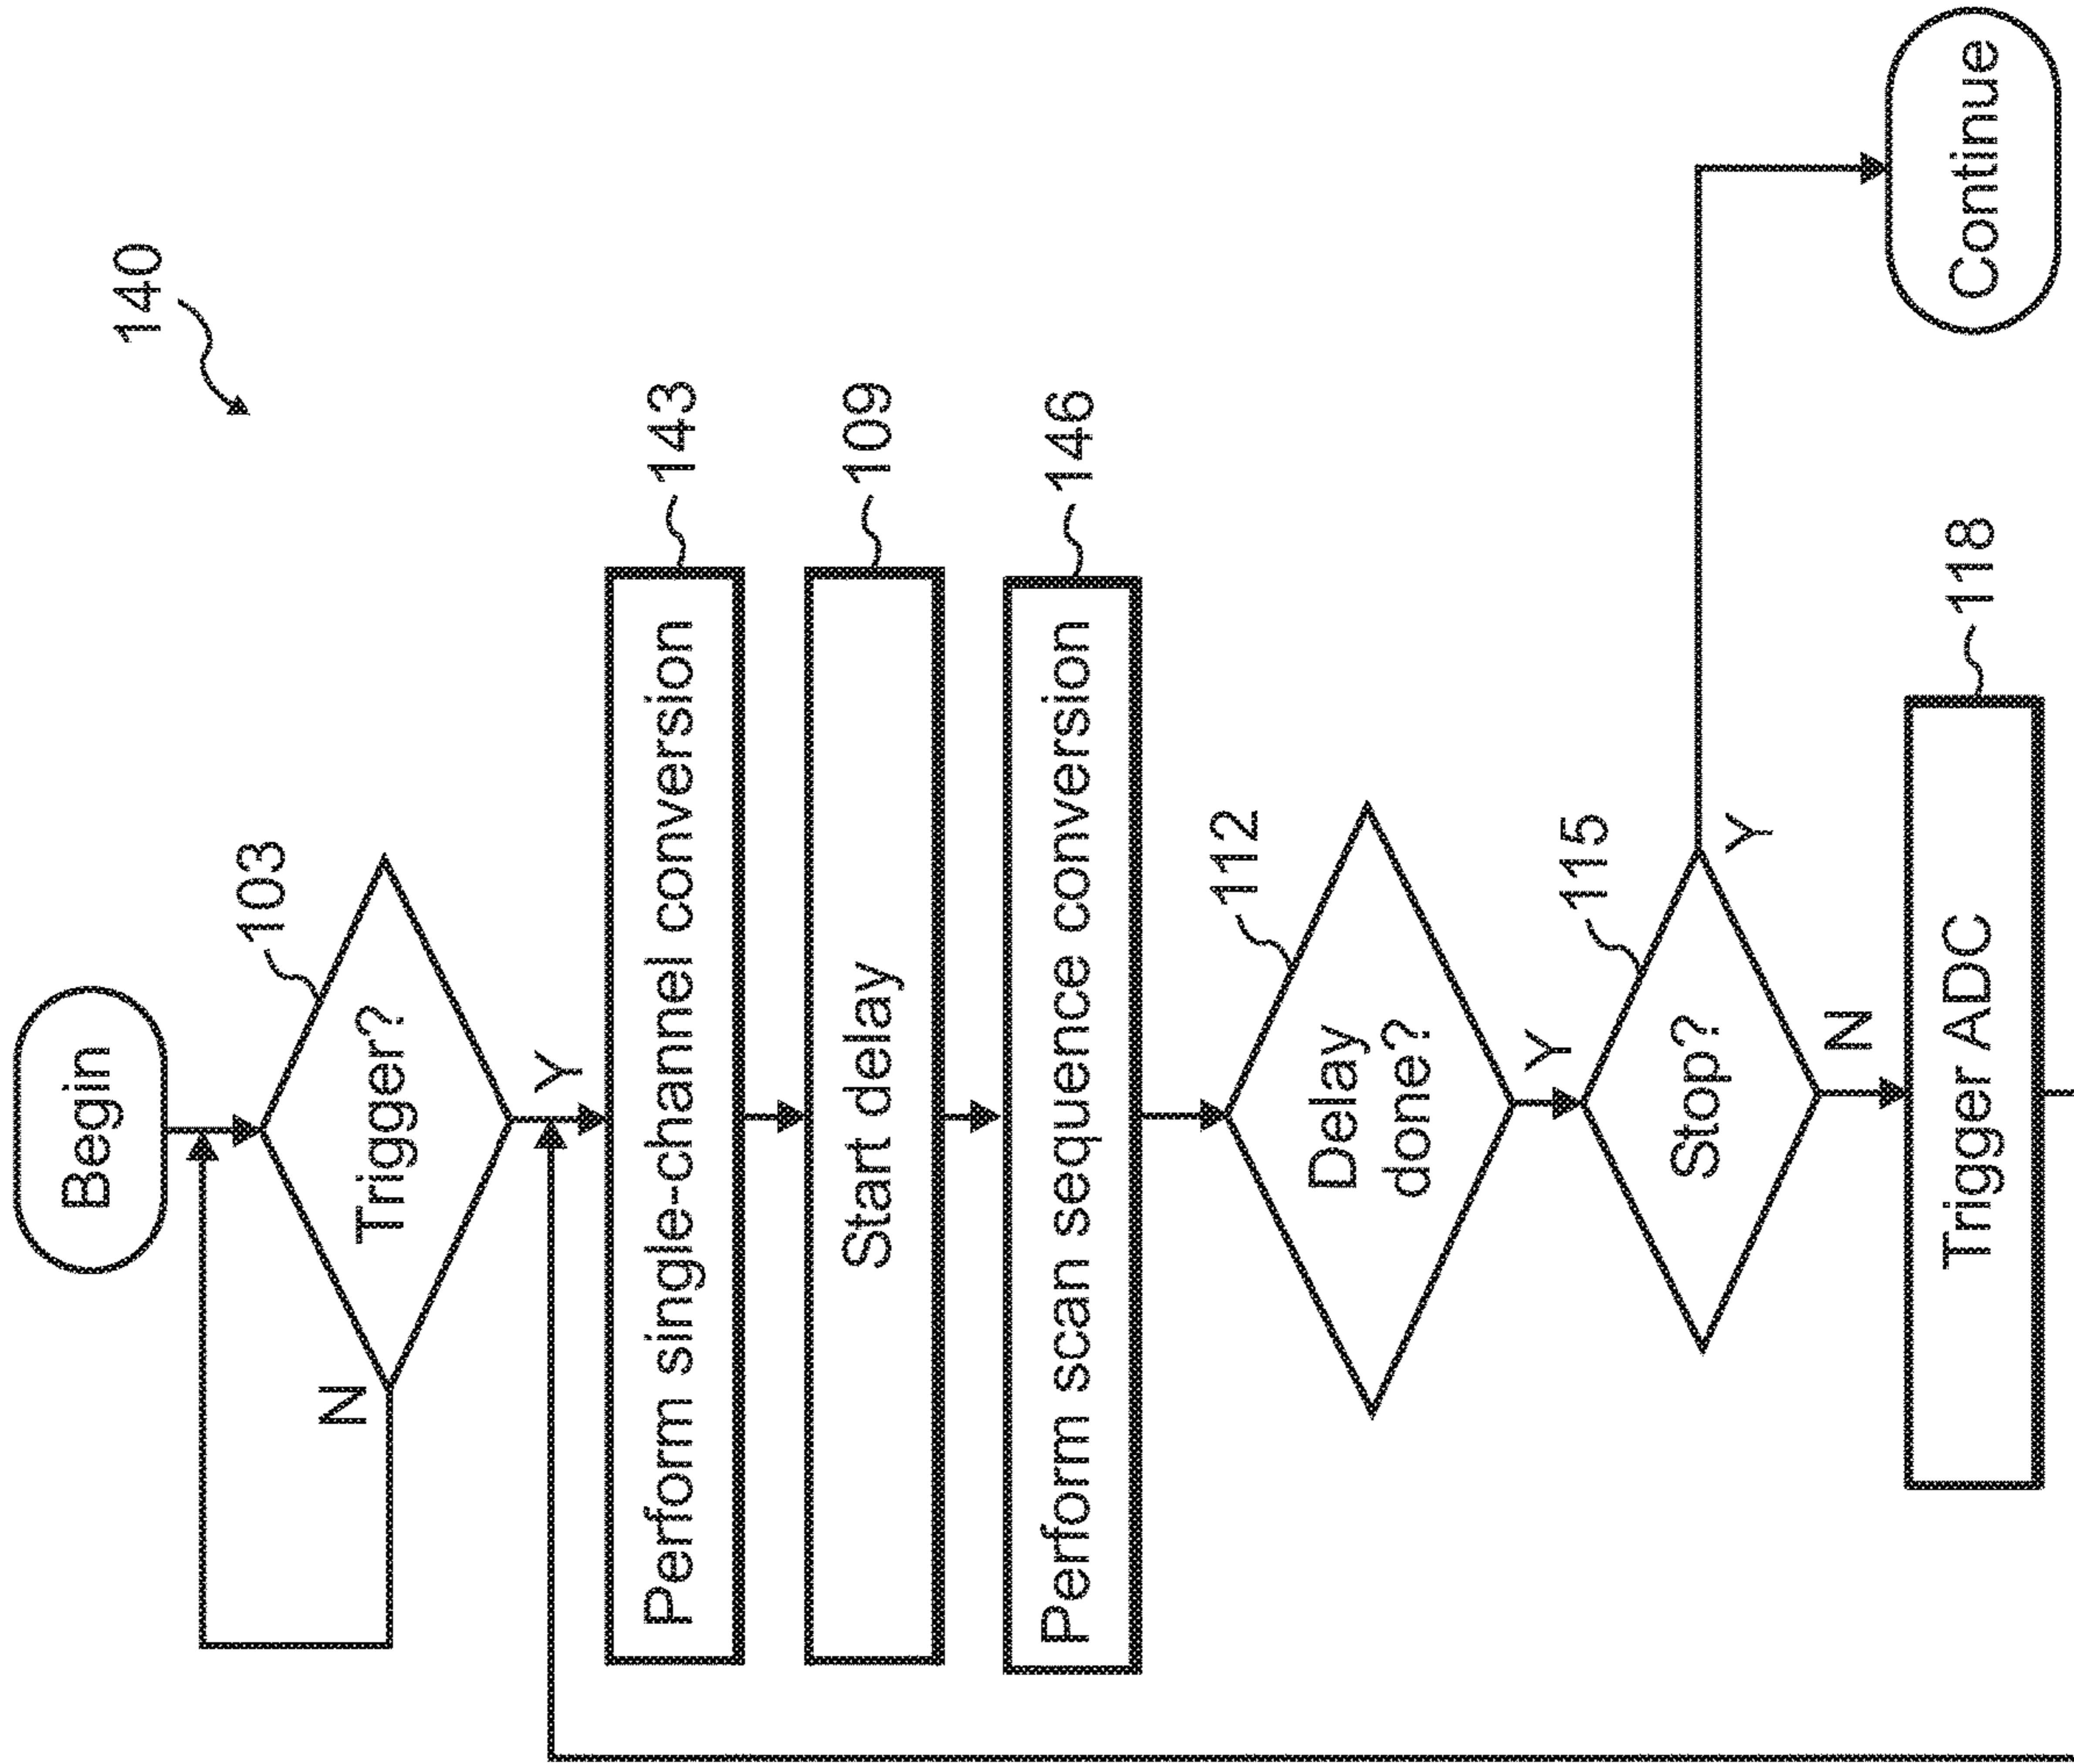 140
Begin
103
Trigger?
N
Y
Perform single-channel conversion
143
Start delay
109
Perform scan sequence conversion
146
112
Delay
done?
Y
115
Stop?
Y
N
Trigger ADC
118
Continue